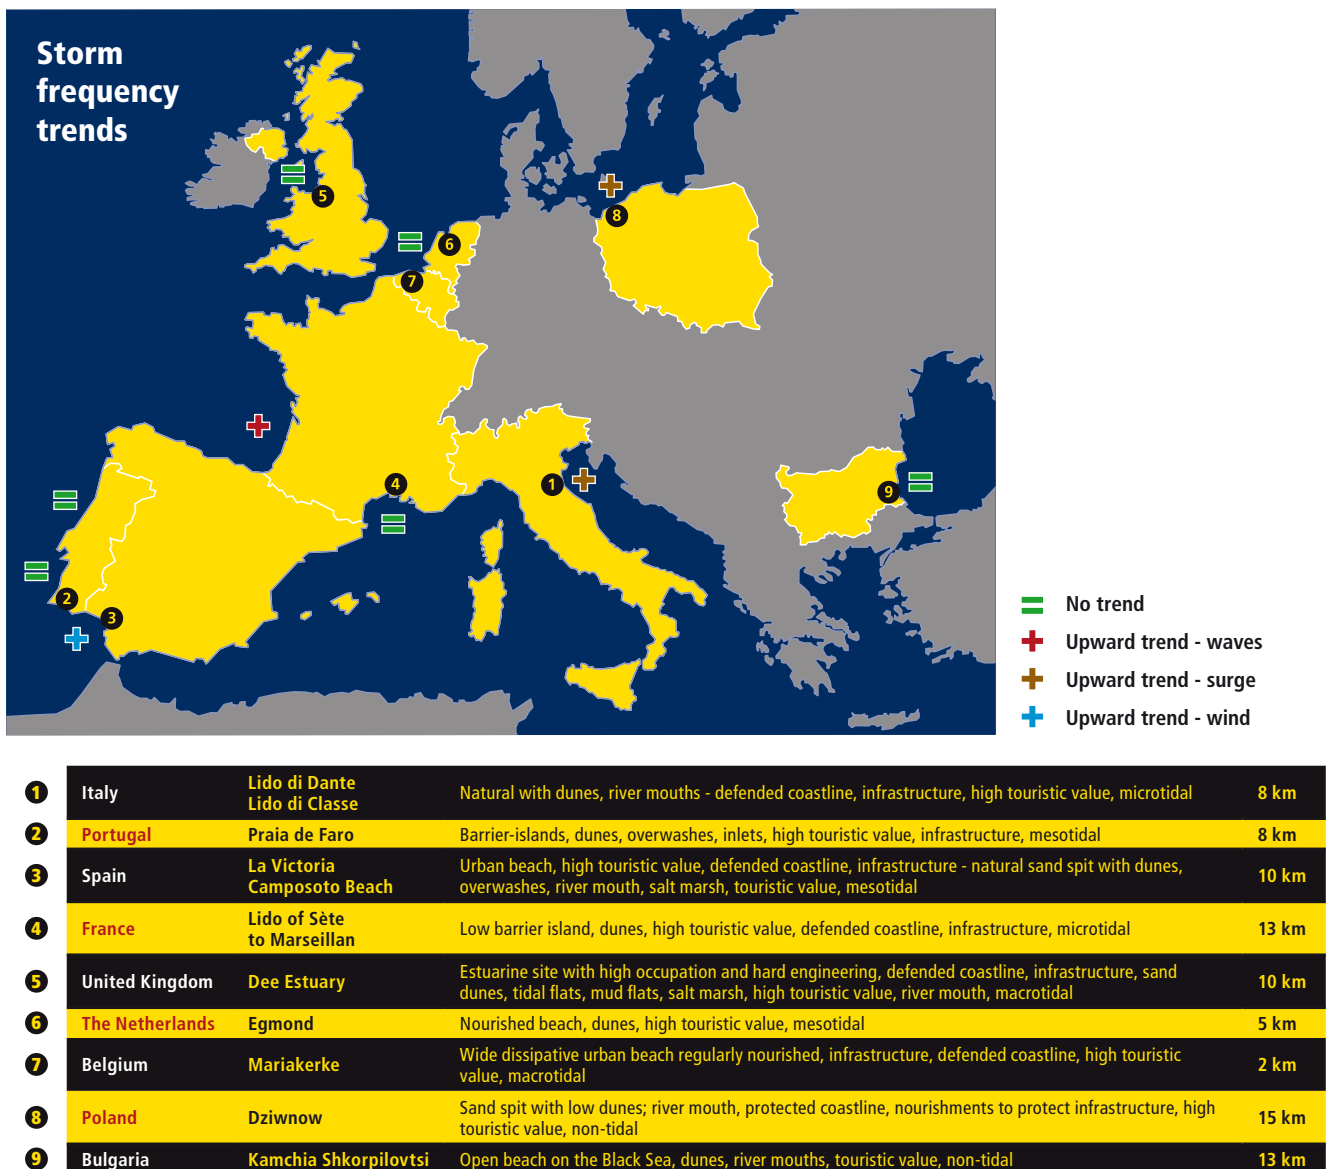 Storm
frequency
trends
5
8
6
7
4
1
9
2
3
No trend
Upward trend - waves
Upward trend - surge
Upward trend - wind
1 Italy Lido di Dante Lido di Classe Natural with dunes, river mouths - defended coastline, infrastructure, high touristic value, microtidal 8 km
2 Portugal Praia de Faro Barrier-islands, dunes, overwashes, inlets, high touristic value, infrastructure, mesotidal 8 km
3 Spain La Victoria Camposoto Beach Urban beach, high touristic value, defended coastline, infrastructure - natural sand spit with dunes,
overwashes, river mouth, salt marsh, touristic value, mesotidal 10 km
4 France Lido of Sète to Marseillan Low barrier island, dunes, high touristic value, defended coastline, infrastructure, microtidal 13 km
5 United Kingdom Dee Estuary Estuarine site with high occupation and hard engineering, defended coastline, infrastructure, sand
dunes, tidal flats, mud flats, salt marsh, high touristic value, river mouth, macrotidal 10 km
6 The Netherlands Egmond Nourished beach, dunes, high touristic value, mesotidal 5 km
7 Belgium Mariakerke Wide dissipative urban beach regularly nourished, infrastructure, defended coastline, high touristic
value, macrotidal 2 km
8 Poland Dziwnow Sand spit with low dunes; river mouth, protected coastline, nourishments to protect infrastructure, high
touristic value, non-tidal 15 km
9 Bulgaria Kamchia Shkorpilovtsi Open beach on the Black Sea, dunes, river mouths, touristic value, non-tidal 13 km